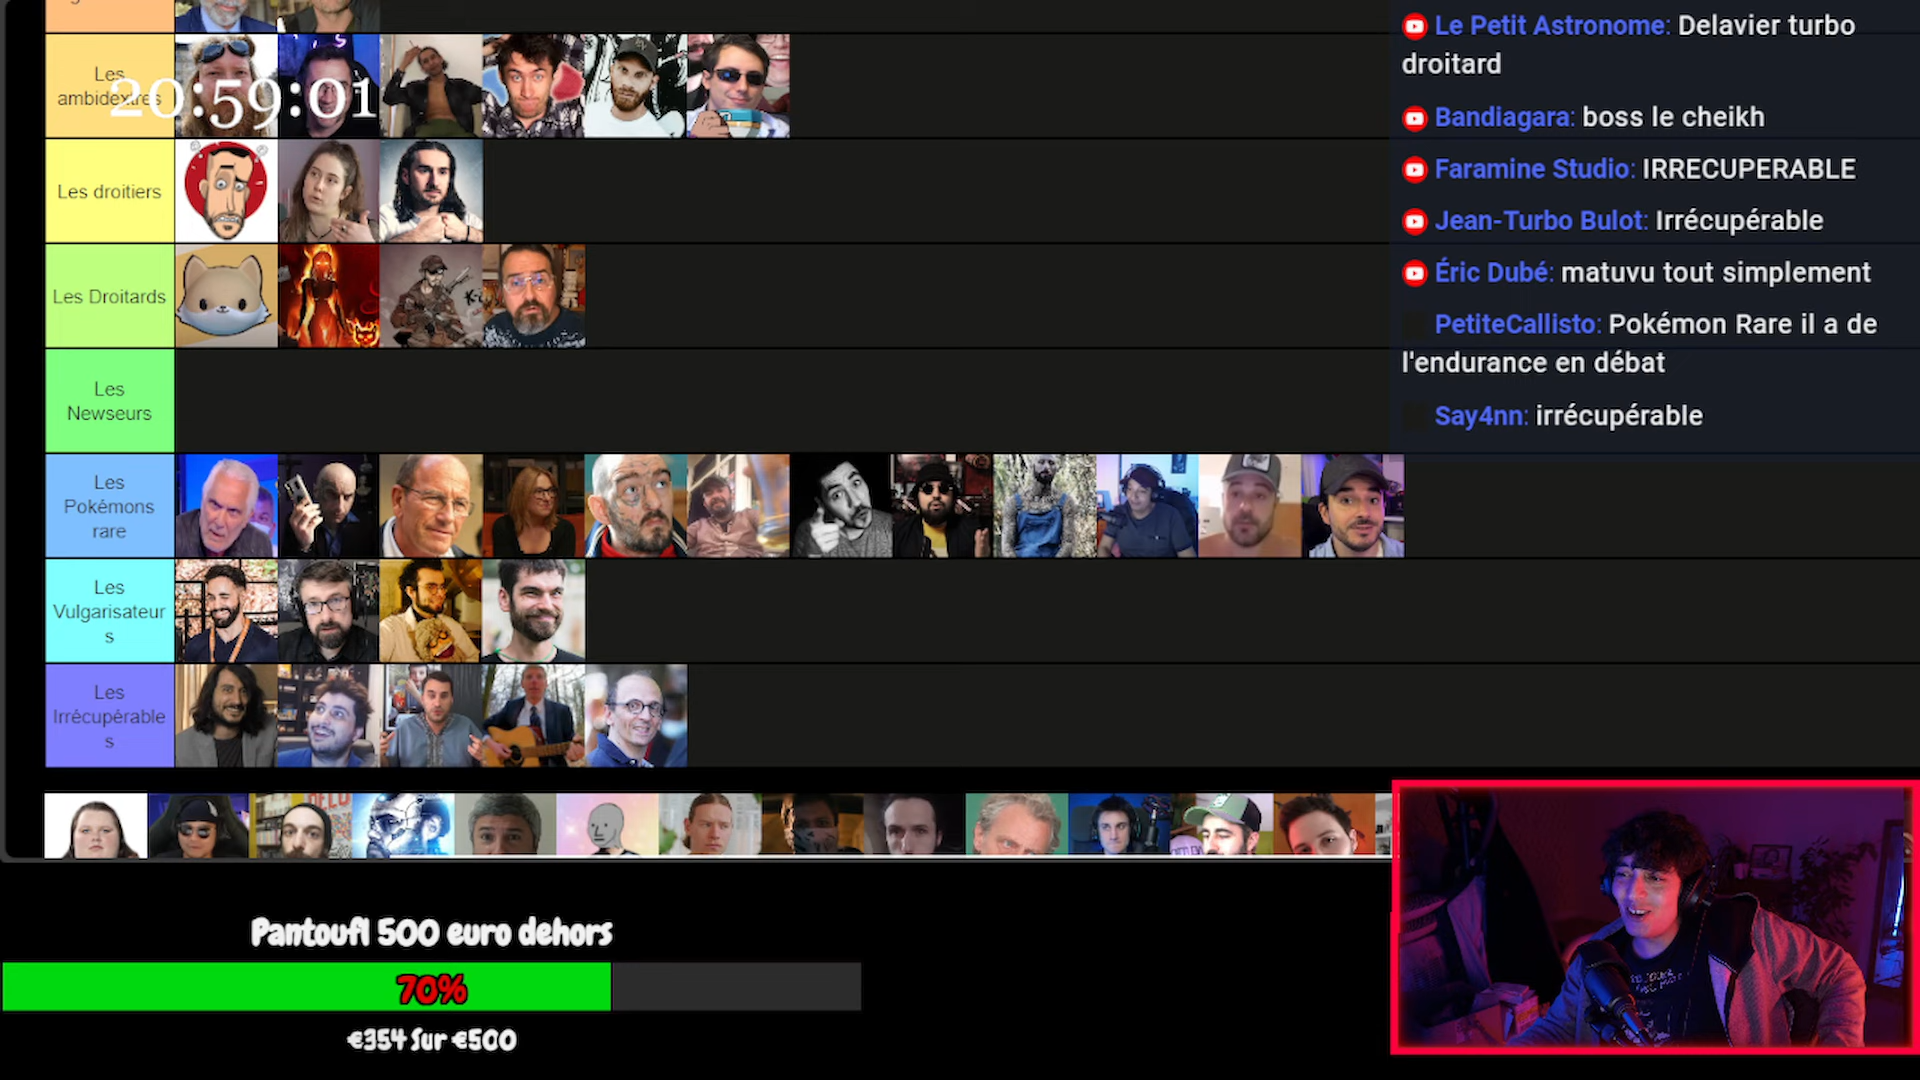 Les
ambidextres
20:59:01
Les droitiers
Les Droitards
Les
Newseurs
Les
Pokémons
rare
Les
Vulgarisateur
s
Les
Irrécupérable
s
Le Petit Astronome: Delavier turbo
droitard
Bandiagara: boss le cheikh
Faramine Studio: IRRECUPERABLE
Jean-Turbo Bulot: Irrécupérable
Éric Dubé: matuvu tout simplement
PetiteCallisto: Pokémon Rare il a de
l'endurance en débat
Say4nn: irrécupérable
Pantoufl 500 euro dehors
70%
€354 Sur €500